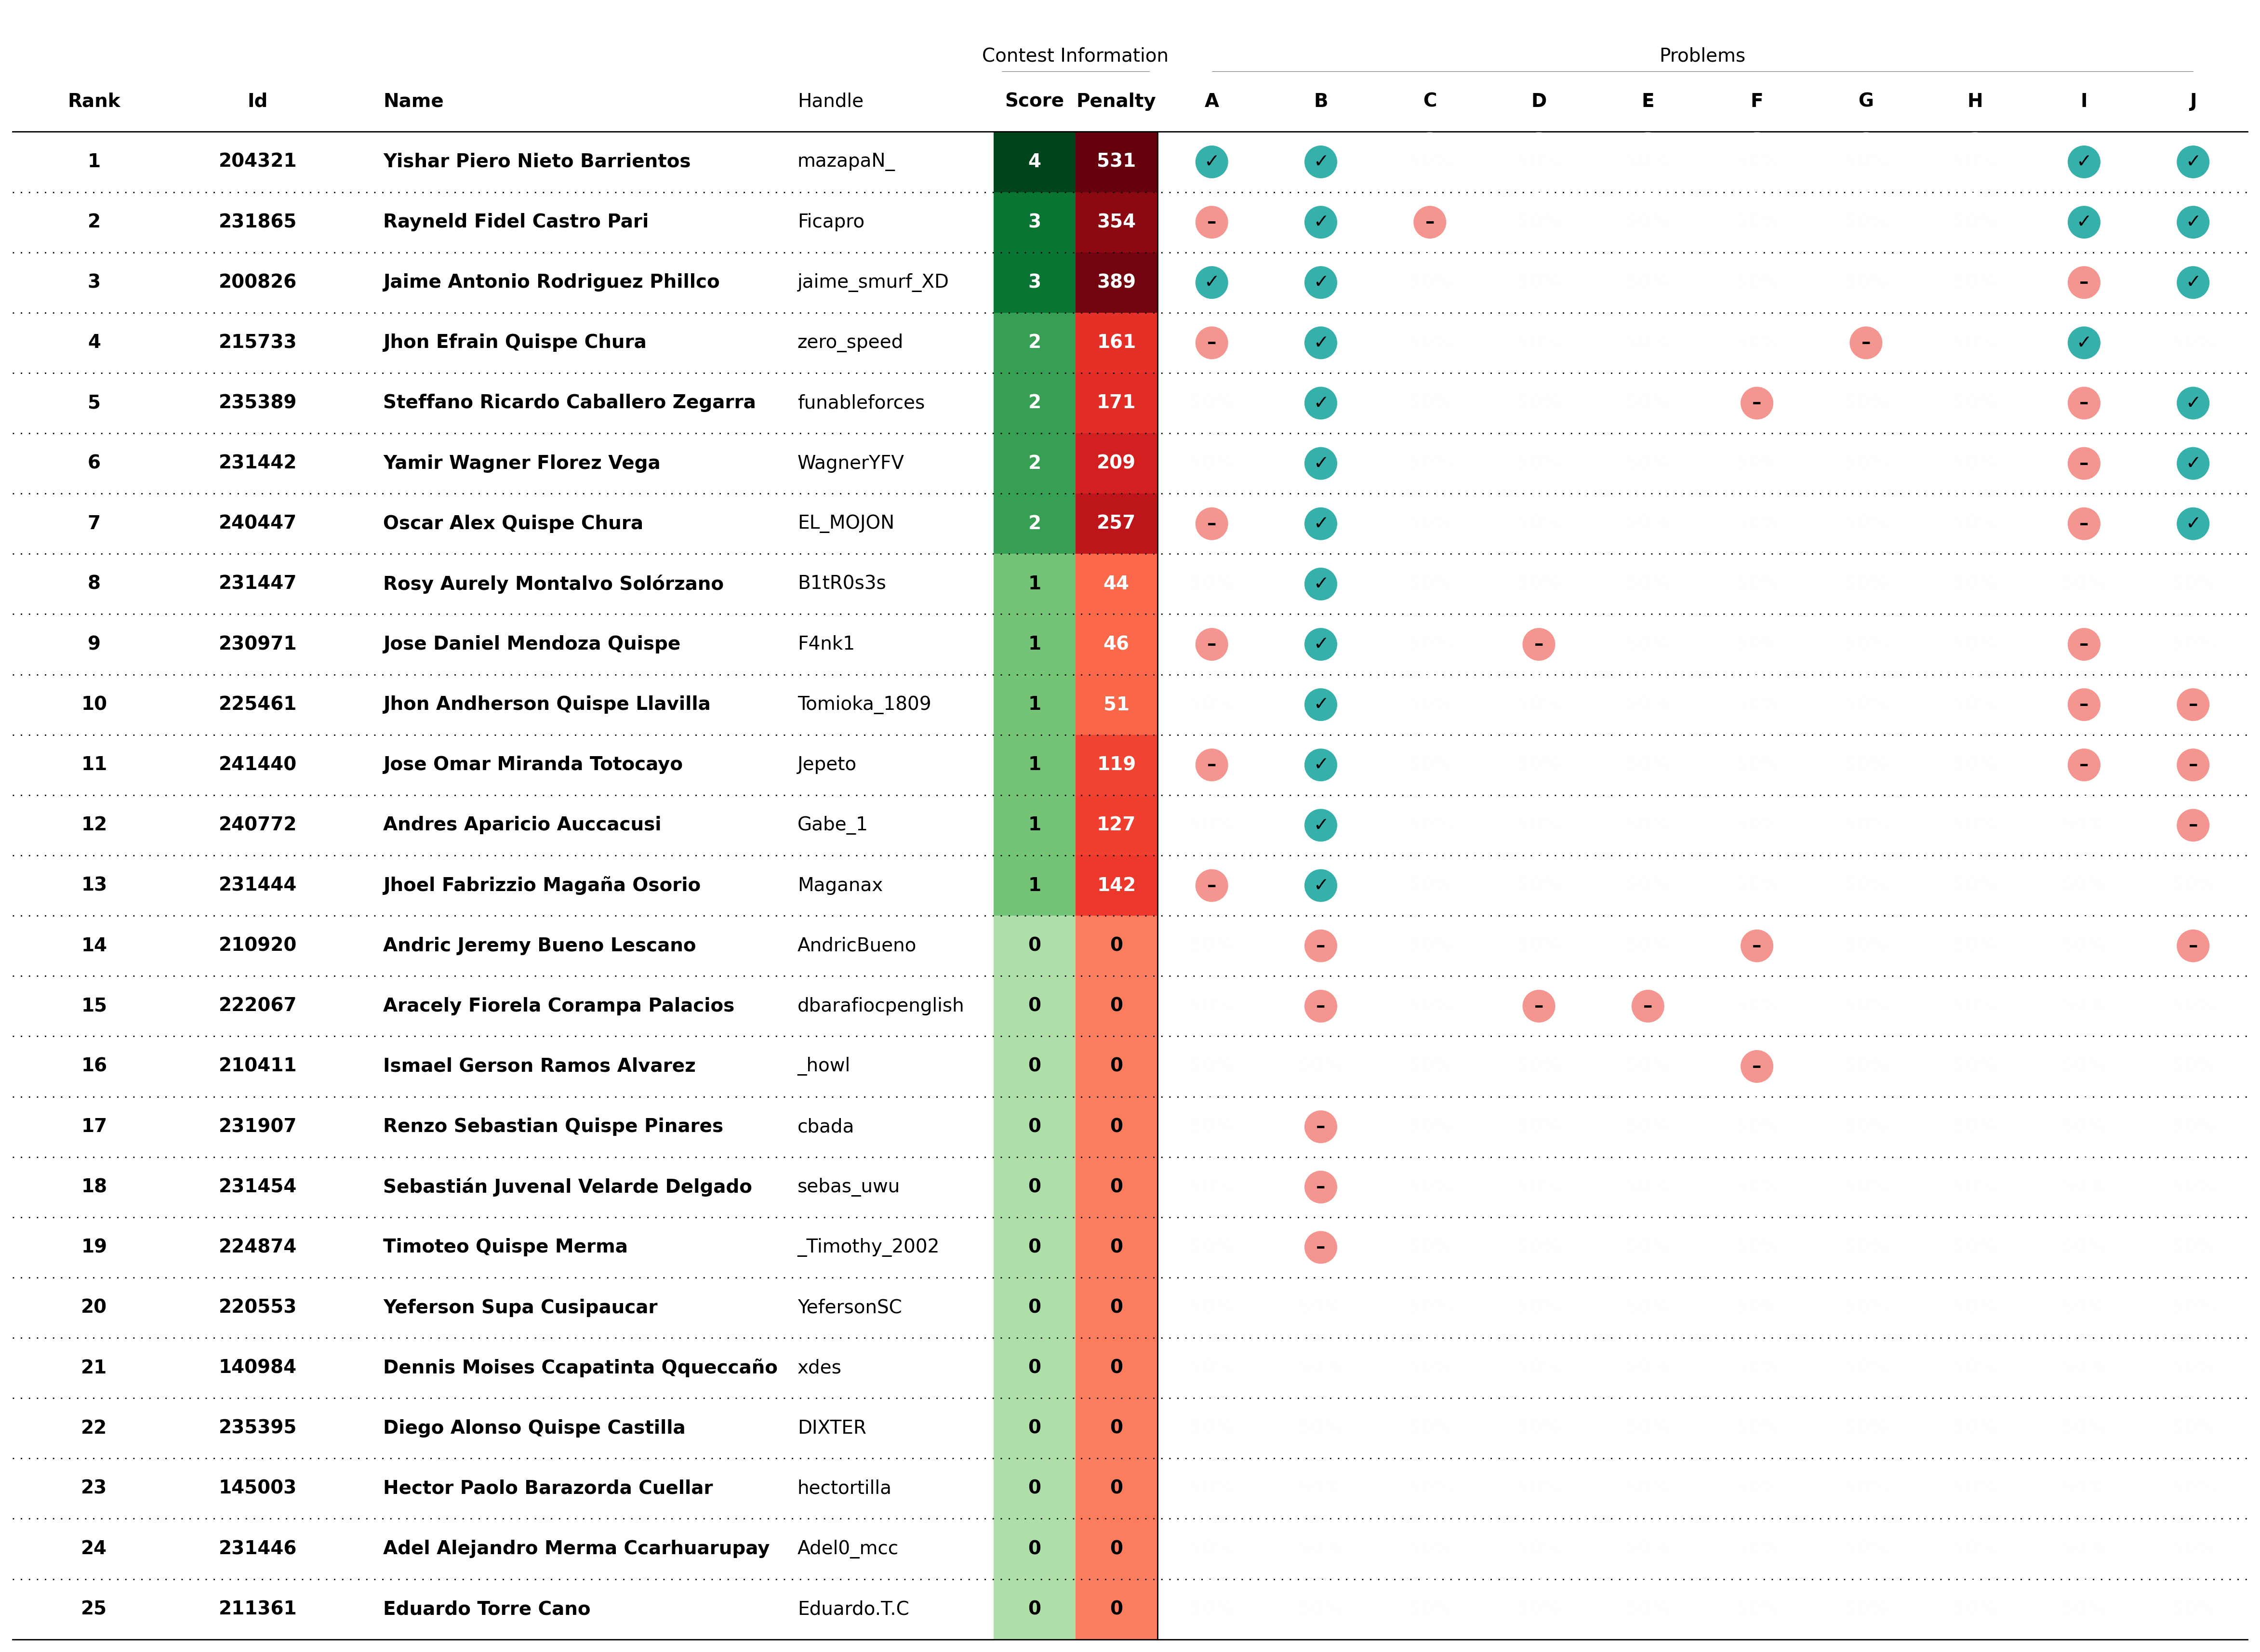 Contest Information Problems
Rank Id Name Handle Score Penalty A B C D E F G H I J
1 204321 Yishar Piero Nieto Barrientos mazapaN_ 4 531 ✓ ✓ ✓ ✓
2 231865 Rayneld Fidel Castro Pari Ficapro 3 354 – ✓ – ✓ ✓
3 200826 Jaime Antonio Rodriguez Phillco jaime_smurf_XD 3 389 ✓ ✓ – ✓
4 215733 Jhon Efrain Quispe Chura zero_speed 2 161 – ✓ – ✓
5 235389 Steffano Ricardo Caballero Zegarra funableforces 2 171 ✓ – – ✓
6 231442 Yamir Wagner Florez Vega WagnerYFV 2 209 ✓ – ✓
7 240447 Oscar Alex Quispe Chura EL_MOJON 2 257 – ✓ – ✓
8 231447 Rosy Aurely Montalvo Solórzano B1tR0s3s 1 44 ✓
9 230971 Jose Daniel Mendoza Quispe F4nk1 1 46 – ✓ – –
10 225461 Jhon Andherson Quispe Llavilla Tomioka_1809 1 51 ✓ – –
11 241440 Jose Omar Miranda Totocayo Jepeto 1 119 – ✓ – –
12 240772 Andres Aparicio Auccacusi Gabe_1 1 127 ✓ –
13 231444 Jhoel Fabrizzio Magaña Osorio Maganax 1 142 – ✓
14 210920 Andric Jeremy Bueno Lescano AndricBueno 0 0 – – –
15 222067 Aracely Fiorela Corampa Palacios dbarafiocpenglish 0 0 – – –
16 210411 Ismael Gerson Ramos Alvarez _howl 0 0 –
17 231907 Renzo Sebastian Quispe Pinares cbada 0 0 –
18 231454 Sebastián Juvenal Velarde Delgado sebas_uwu 0 0 –
19 224874 Timoteo Quispe Merma _Timothy_2002 0 0 –
20 220553 Yeferson Supa Cusipaucar YefersonSC 0 0
21 140984 Dennis Moises Ccapatinta Qqueccaño xdes 0 0
22 235395 Diego Alonso Quispe Castilla DIXTER 0 0
23 145003 Hector Paolo Barazorda Cuellar hectortilla 0 0
24 231446 Adel Alejandro Merma Ccarhuarupay Adel0_mcc 0 0
25 211361 Eduardo Torre Cano Eduardo.T.C 0 0